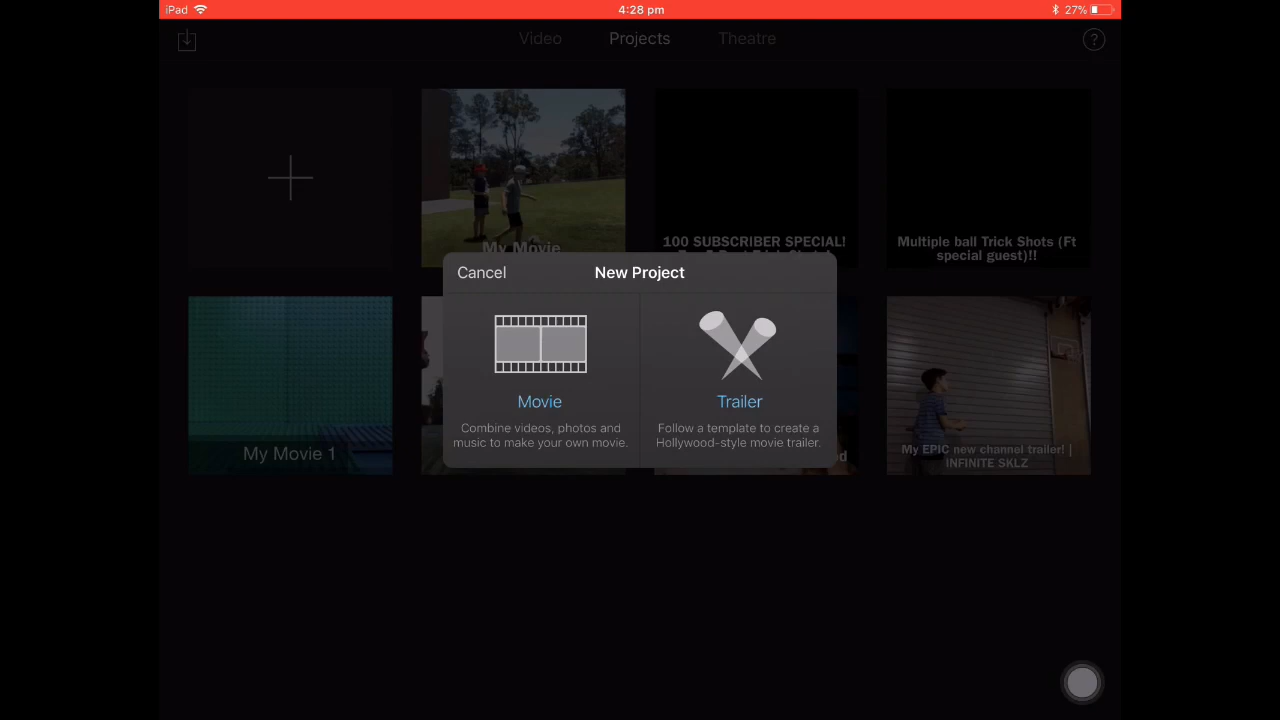 iPad 4:28 pm 27%
Video Projects Theatre ?
My Movie
100 SUBSCRIBER SPECIAL!
Multiple ball Trick Shots (Ft
special guest)!!
Cancel New Project
Movie
Combine videos, photos and
music to make your own movie.
Trailer
Follow a template to create a
Hollywood-style movie trailer.
My Movie 1
My EPIC new channel trailer! |
INFINITE SKLZ